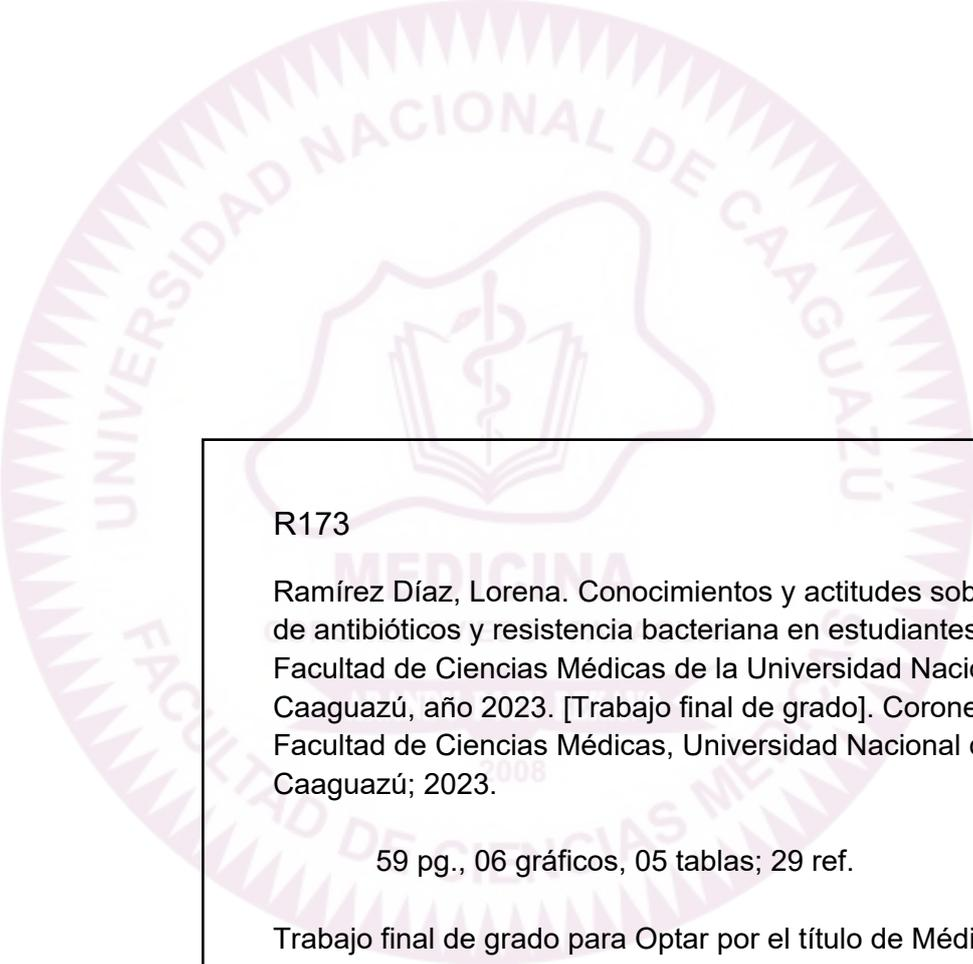 UNIVERSIDAD NACIONAL DE CAAGUAZÚ
R173
MEDICINA
Ramírez Díaz, Lorena. Conocimientos y actitudes sob
de antibióticos y resistencia bacteriana en estudiantes
Facultad de Ciencias Médicas de la Universidad Nacio
Caaguazú, año 2023. [Trabajo final de grado]. Corone
Facultad de Ciencias Médicas, Universidad Nacional d
2008
Caaguazú; 2023.
FACULTAD DE CIENCIAS MÉDICAS
59 pg., 06 gráficos, 05 tablas; 29 ref.
Trabajo final de grado para Optar por el título de Médi